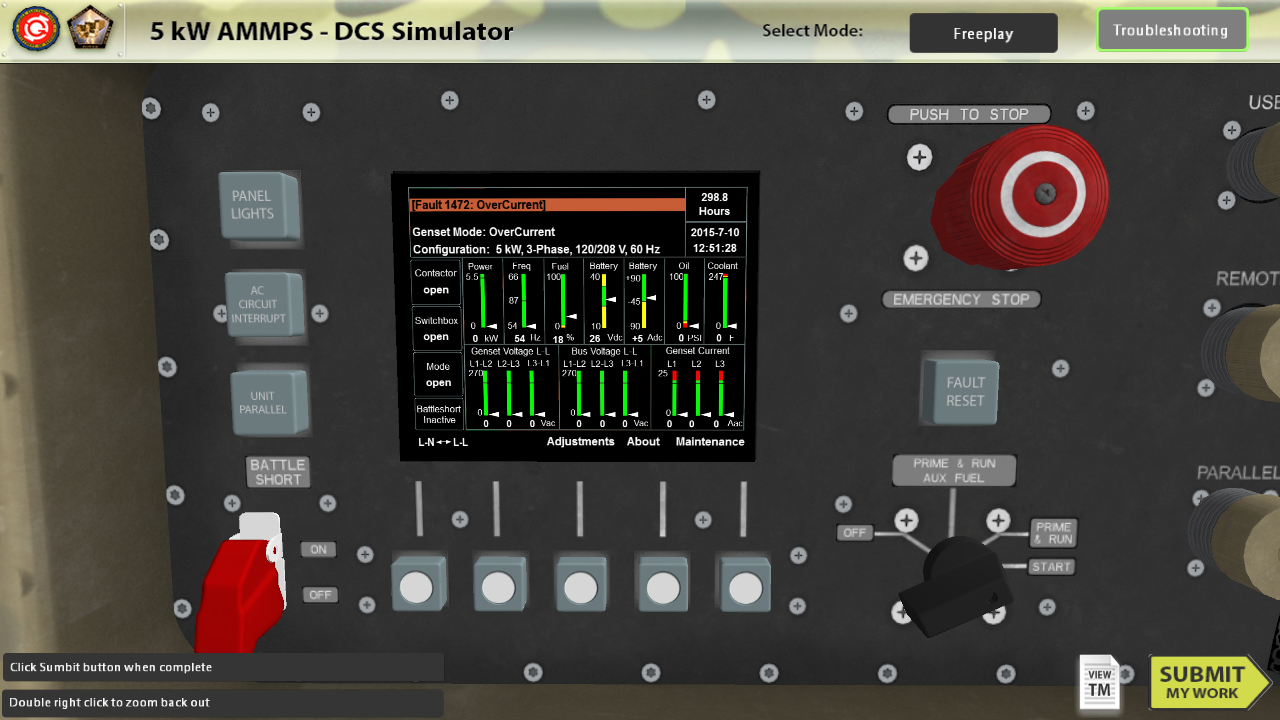 5 kW AMMPS - DCS Simulator
Select Mode:
Freeplay
Troubleshooting
PUSH TO STOP
USE
PANEL
LIGHTS
[Fault 1472: OverCurrent]
298.8
Hours
Genset Mode: OverCurrent
Configuration: 5 kW, 3-Phase, 120/208 V, 60 Hz
2015-7-10
12:51:28
Contactor
open
Switchbox
open
Mode
open
Battleshort
Inactive
Power Freq Fuel Battery Battery Oil Coolant
5.5 66 100 40 +90 100 247
87 -45
0 54 0 10 90 0 0
0 kW 54 Hz 18 % 26 Vdc +5 Adc 0 PSI 0 F
Genset Voltage L-L Bus Voltage L-L Genset Current
L1-L2 L2-L3 L3-L1 L1-L2 L2-L3 L3-L1 L1 L2 L3
270 270 25
0 0 0
0 0 0 Vac 0 0 0 Vac 0 0 0 Aac
L-N↔L-L Adjustments About Maintenance
AC
CIRCUIT
INTERRUPT
UNIT
PARALLEL
BATTLE
SHORT
ON
OFF
EMERGENCY STOP
REMOT
FAULT
RESET
PRIME & RUN
AUX FUEL
OFF
PRIME
& RUN
START
PARALLEL
Click Sumbit button when complete
Double right click to zoom back out
VIEW
TM
SUBMIT
MY WORK